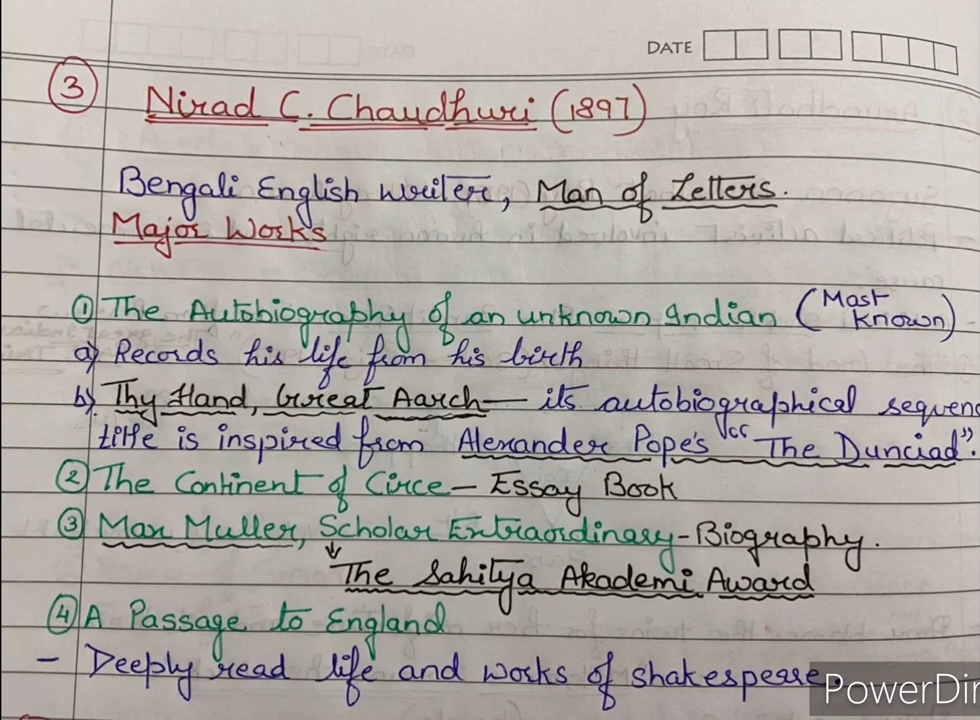 DATE
③ Nirad C. Chaudhuri (1897)
Bengali English writer, Man of Letters.
Major Works
① The Autobiography of an unknown Indian (Most known)
a) Records his life from his birth
b) Thy Hand, Great Aarch — its autobiographical sequen
title is inspired from Alexander Pope's "The Dunciad".
② The Continent of Circe — Essay Book
③ Max Muller, Scholar Extraordinary - Biography.
↓ The Sahitya Akademi Award
④ A Passage to England
- Deeply read life and works of shakespeare.
PowerDir